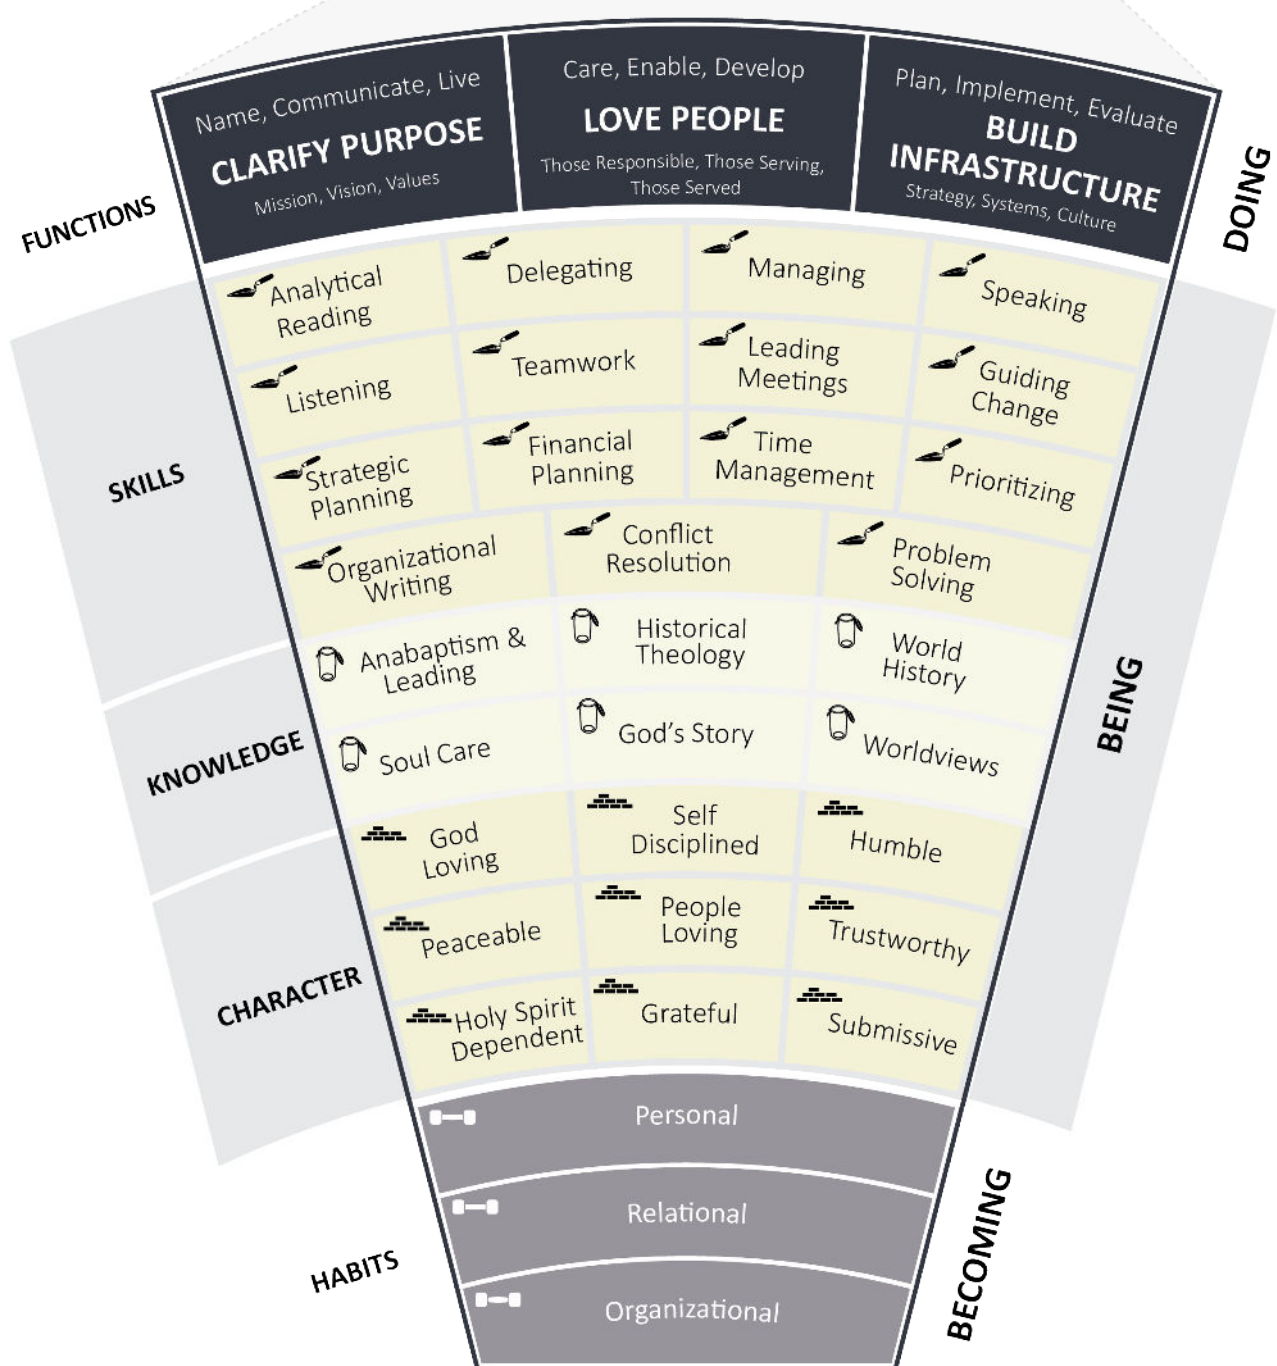 Name, Communicate, Live
CLARIFY PURPOSE
Mission, Vision, Values
Care, Enable, Develop
LOVE PEOPLE
Those Responsible, Those Serving,
Those Served
Plan, Implement, Evaluate
BUILD
INFRASTRUCTURE
Strategy, Systems, Culture
FUNCTIONS
DOING
Analytical
Reading
Delegating
Managing
Speaking
Listening
Teamwork
Leading
Meetings
Guiding
Change
SKILLS
Strategic
Planning
Financial
Planning
Time
Management
Prioritizing
Organizational
Writing
Conflict
Resolution
Problem
Solving
BEING
Anabaptism &
Leading
Historical
Theology
World
History
KNOWLEDGE
Soul Care
God's Story
Worldviews
God
Loving
Self
Disciplined
Humble
CHARACTER
Peaceable
People
Loving
Trustworthy
Holy Spirit
Dependent
Grateful
Submissive
Personal
Relational
Organizational
HABITS
BECOMING